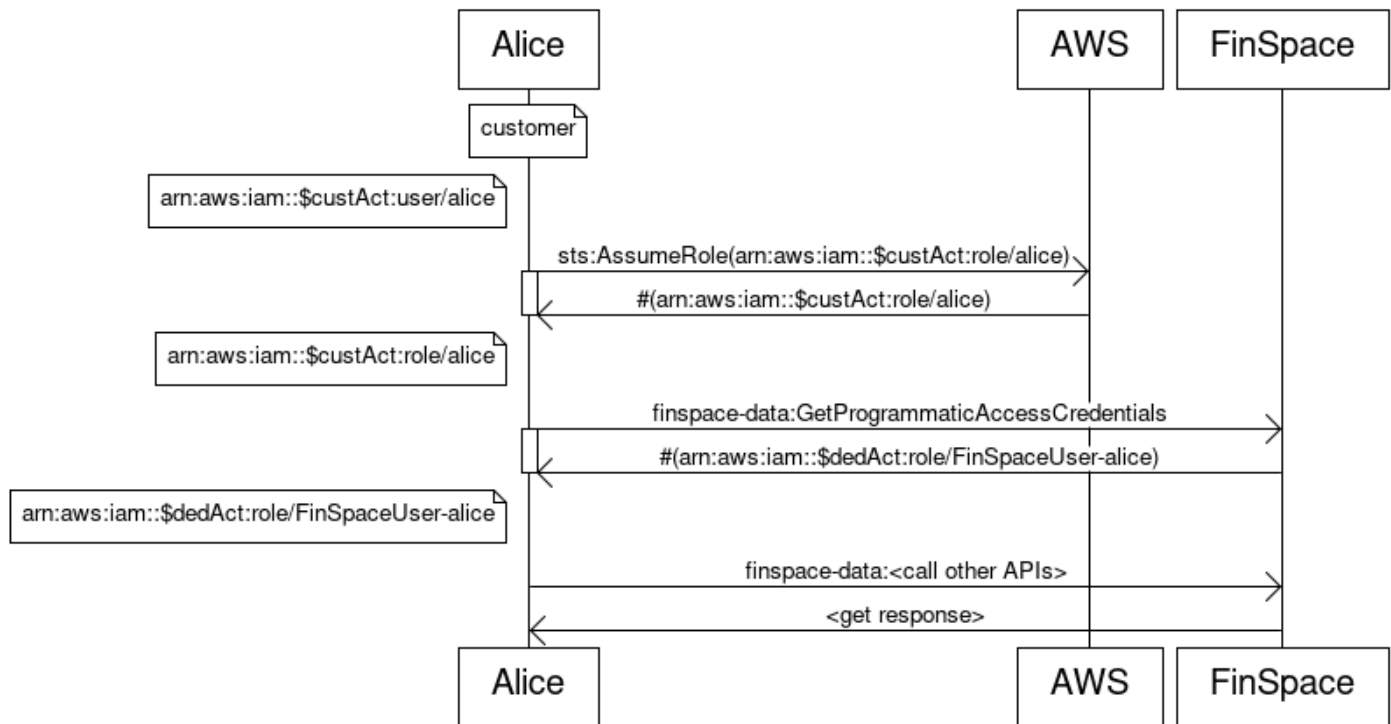 Alice
AWS
FinSpace
customer
arn:aws:iam::$custAct:user/alice
sts:AssumeRole(arn:aws:iam::$custAct:role/alice)
#(arn:aws:iam::$custAct:role/alice)
arn:aws:iam::$custAct:role/alice
finspace-data:GetProgrammaticAccessCredentials
#(arn:aws:iam::$dedAct:role/FinSpaceUser-alice)
arn:aws:iam::$dedAct:role/FinSpaceUser-alice
finspace-data:<call other APIs>
<get response>
Alice
AWS
FinSpace